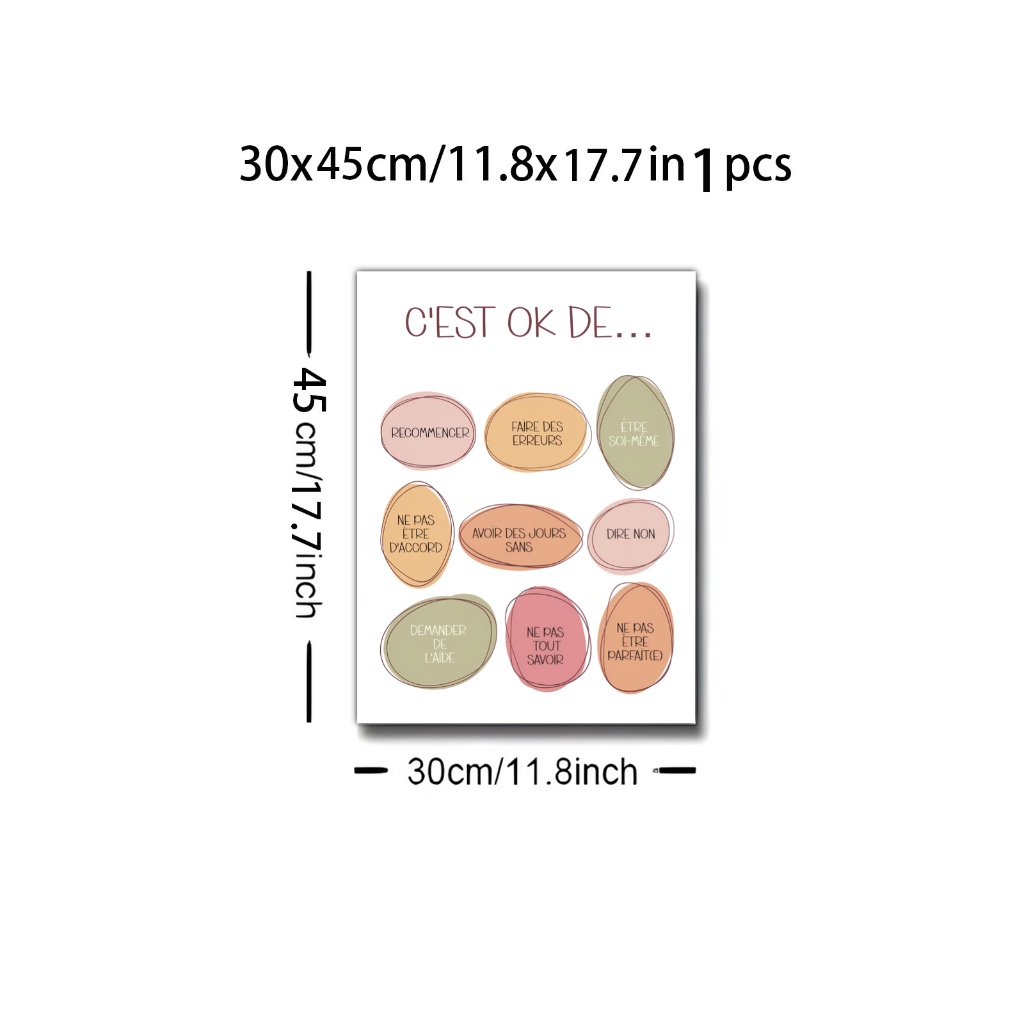 30x45cm/11.8x17.7in 1 pcs
C'EST OK DE...
RECOMMENCER
FAIRE DES
ERREURS
ÊTRE
SOI-MÊME
NE PAS
ÊTRE
D'ACCORD
AVOIR DES JOURS
SANS
DIRE NON
DEMANDER
DE
L'AIDE
NE PAS
TOUT
SAVOIR
NE PAS
ÊTRE
PARFAIT(E)
45 cm/17.7inch
30cm/11.8inch